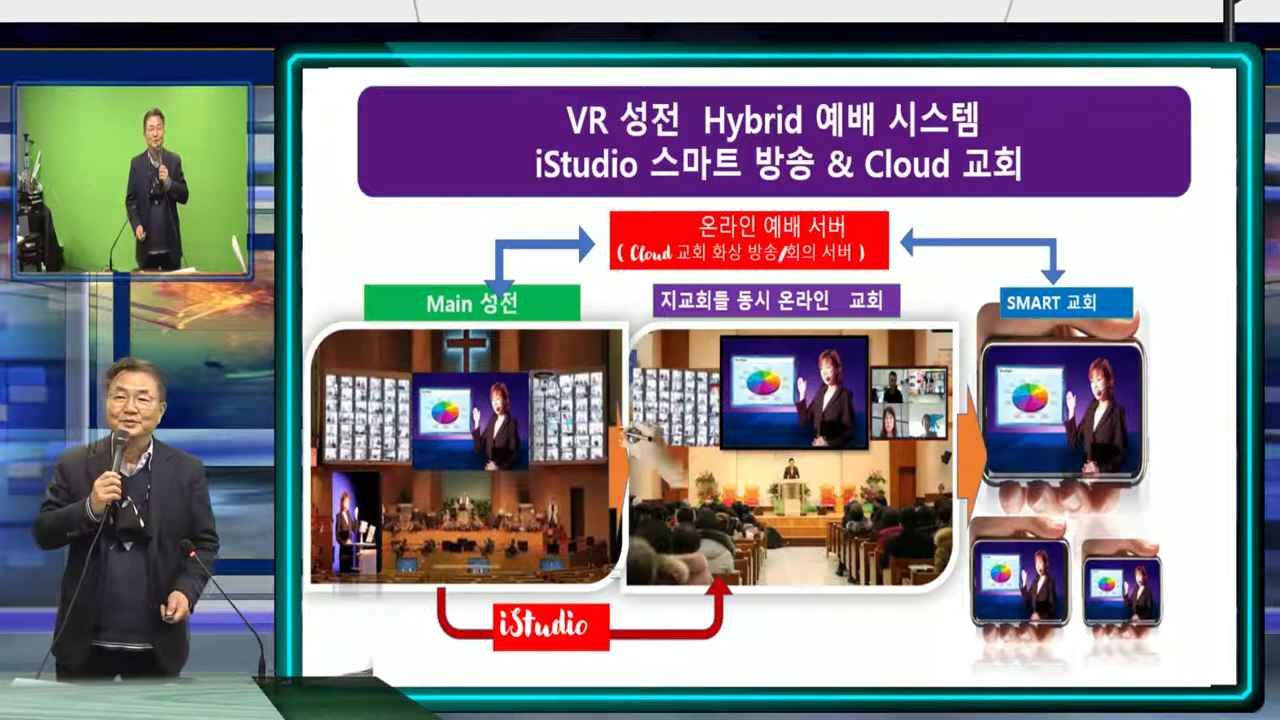 VR 성전 Hybrid 예배 시스템
iStudio 스마트 방송 & Cloud 교회
온라인 예배 서버
( Cloud 교회 화상 방송/회의 서버 )
Main 성전
지교회들 동시 온라인 교회
SMART 교회
iStudio